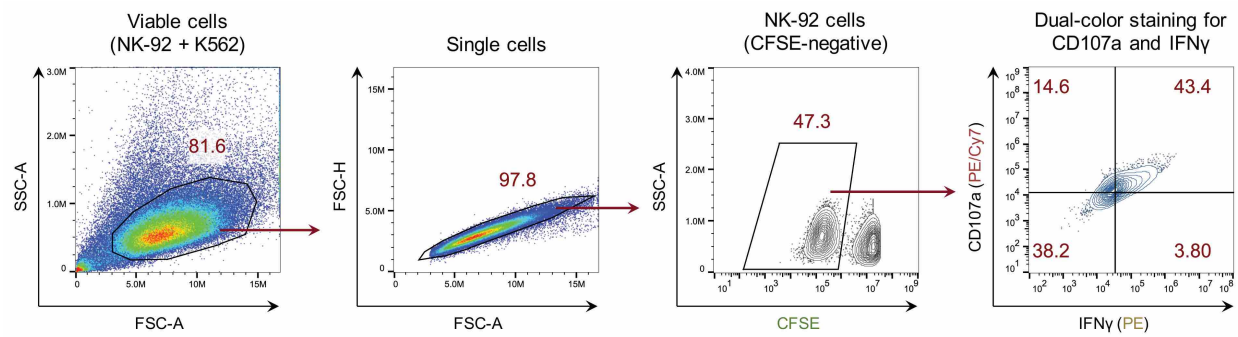 Viable cells
(NK-92 + K562)
SSC-A
3.0M
2.0M
1.0M
0
81.6
0
5.0M
10M
15M
FSC-A
Single cells
FSC-H
15M
10M
5.0M
0
97.8
0
5.0M
10M
15M
FSC-A
NK-92 cells
(CFSE-negative)
SSC-A
4.0M
3.0M
2.0M
1.0M
0
47.3
10¹
10³
10⁵
10⁷
10⁹
CFSE
Dual-color staining for
CD107a and IFNγ
CD107a (PE/Cy7)
10⁹
10⁸
10⁷
10⁶
10⁵
10⁴
10³
10²
10¹
14.6
43.4
38.2
3.80
10²
10³
10⁴
10⁵
10⁶
10⁷
10⁸
IFNγ (PE)